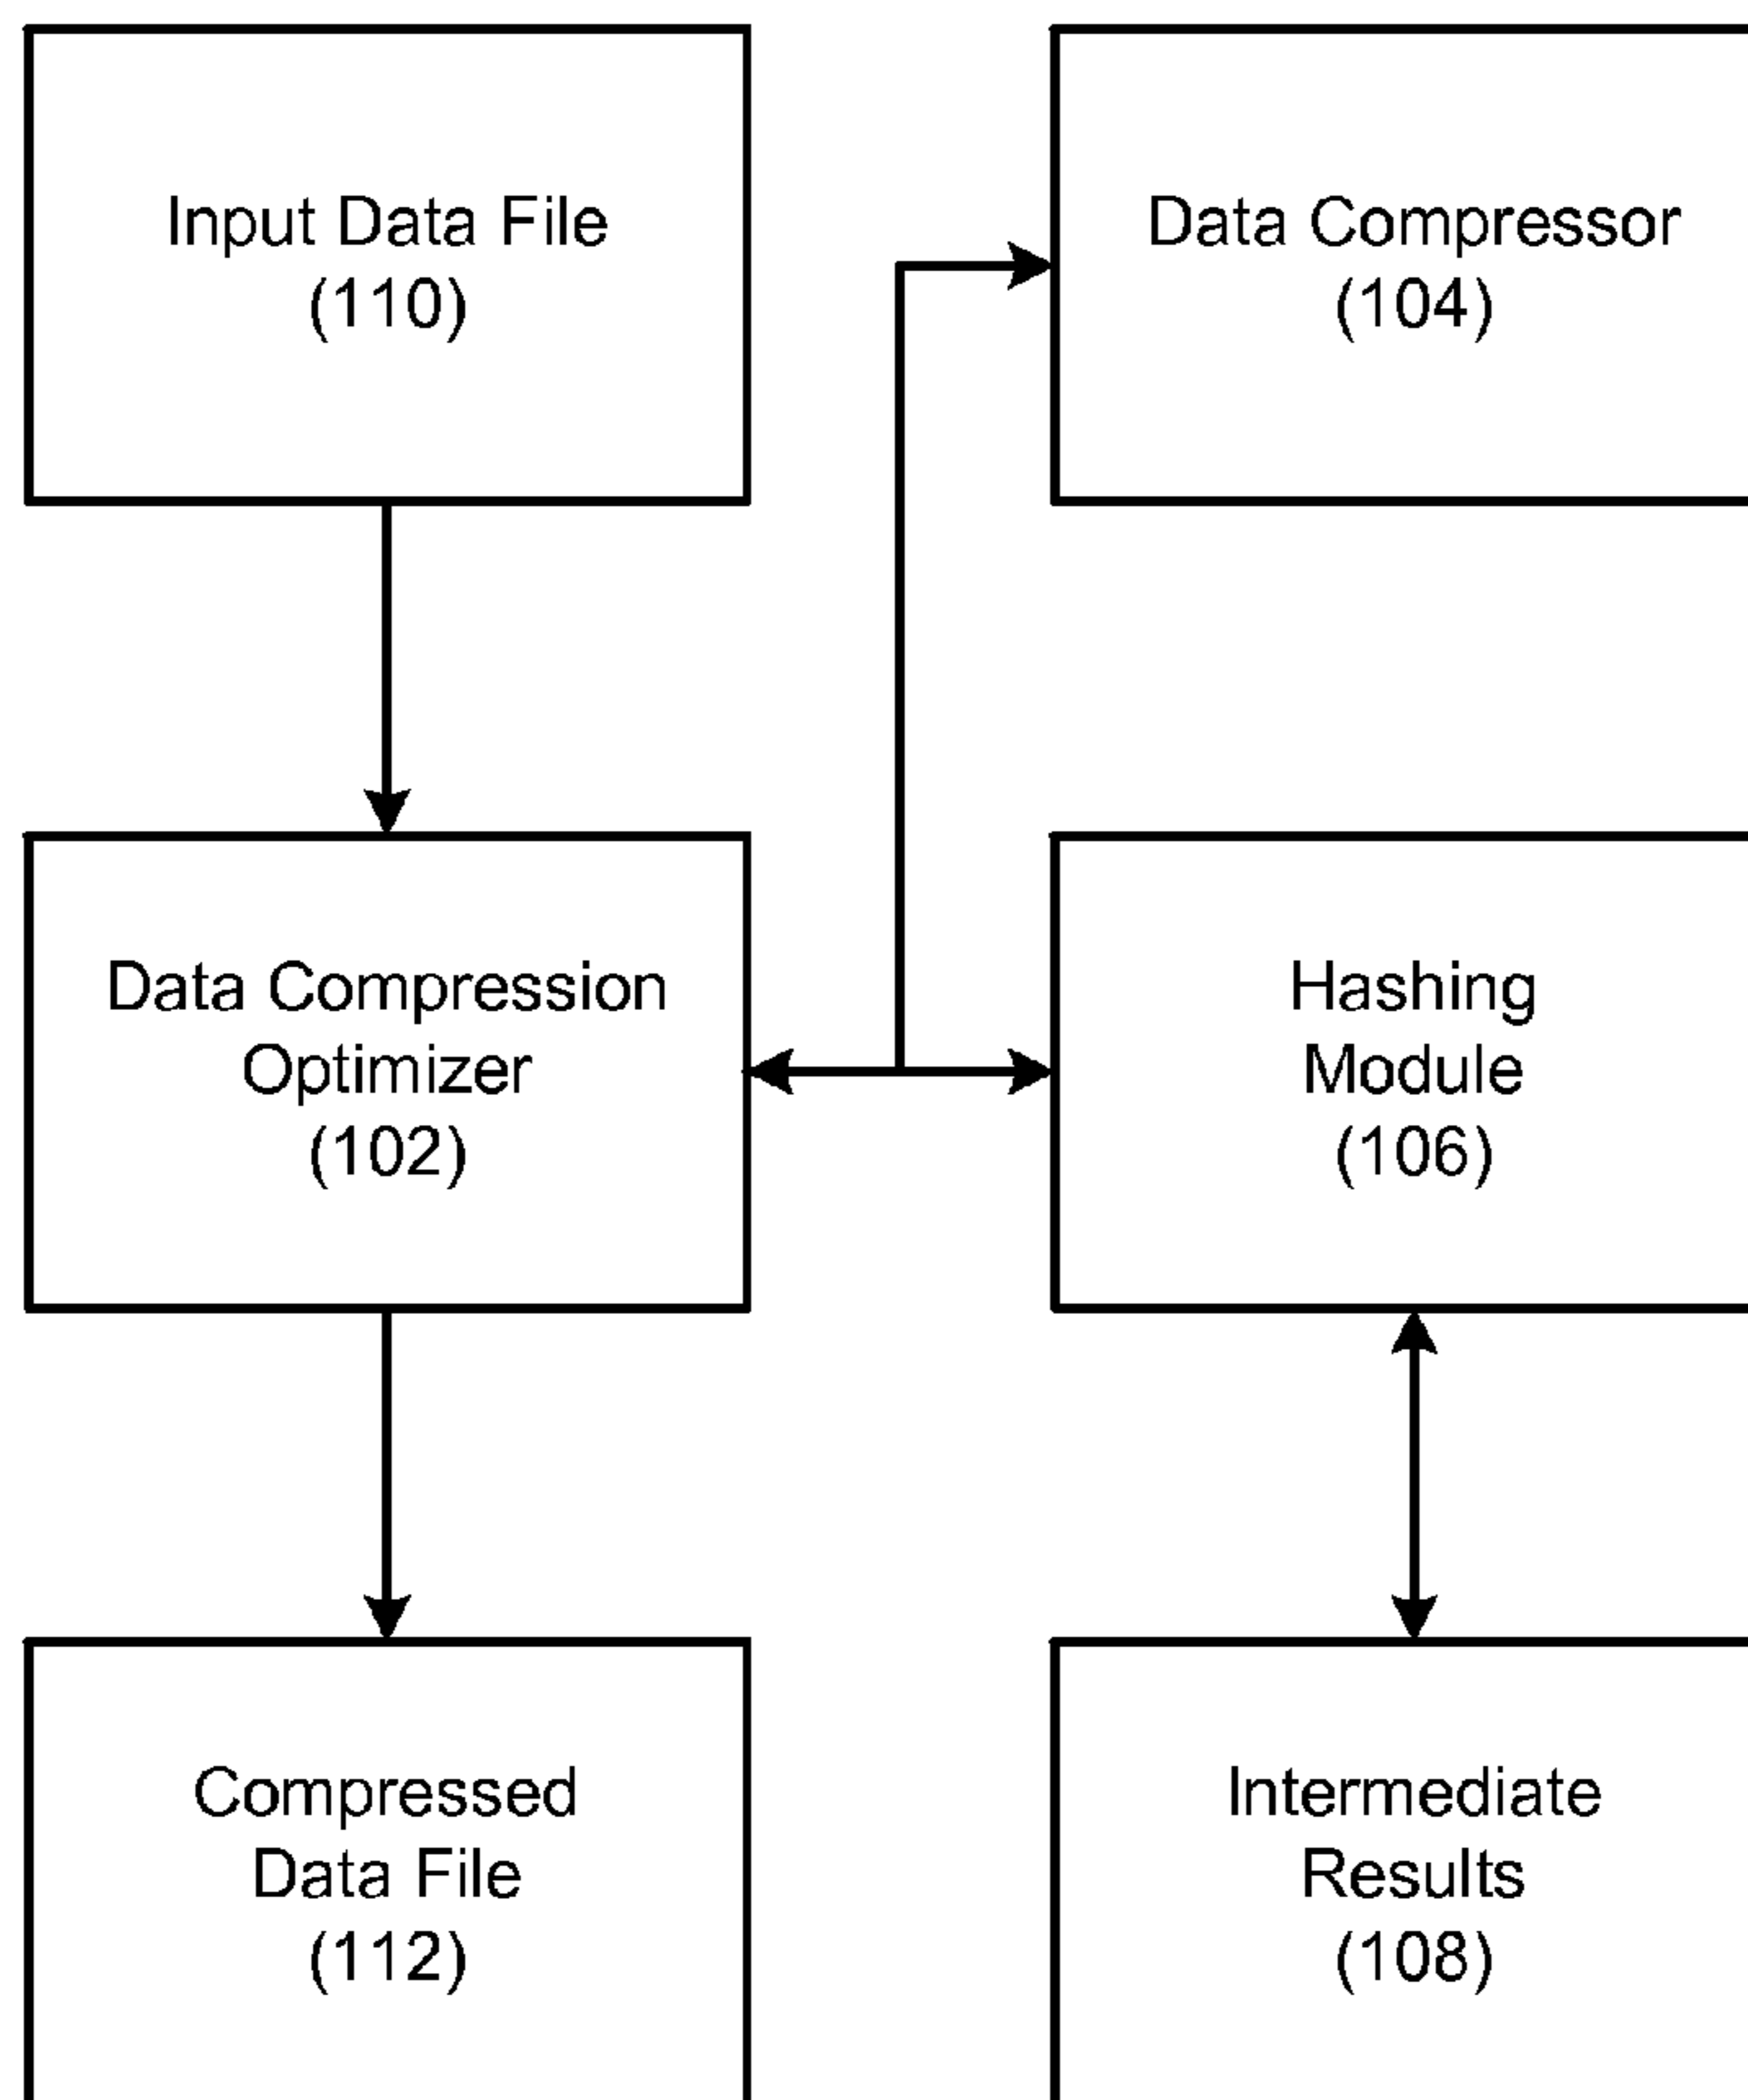 Input Data File
(110)
Data Compressor
(104)
Data Compression
Optimizer
(102)
Hashing
Module
(106)
Compressed
Data File
(112)
Intermediate
Results
(108)